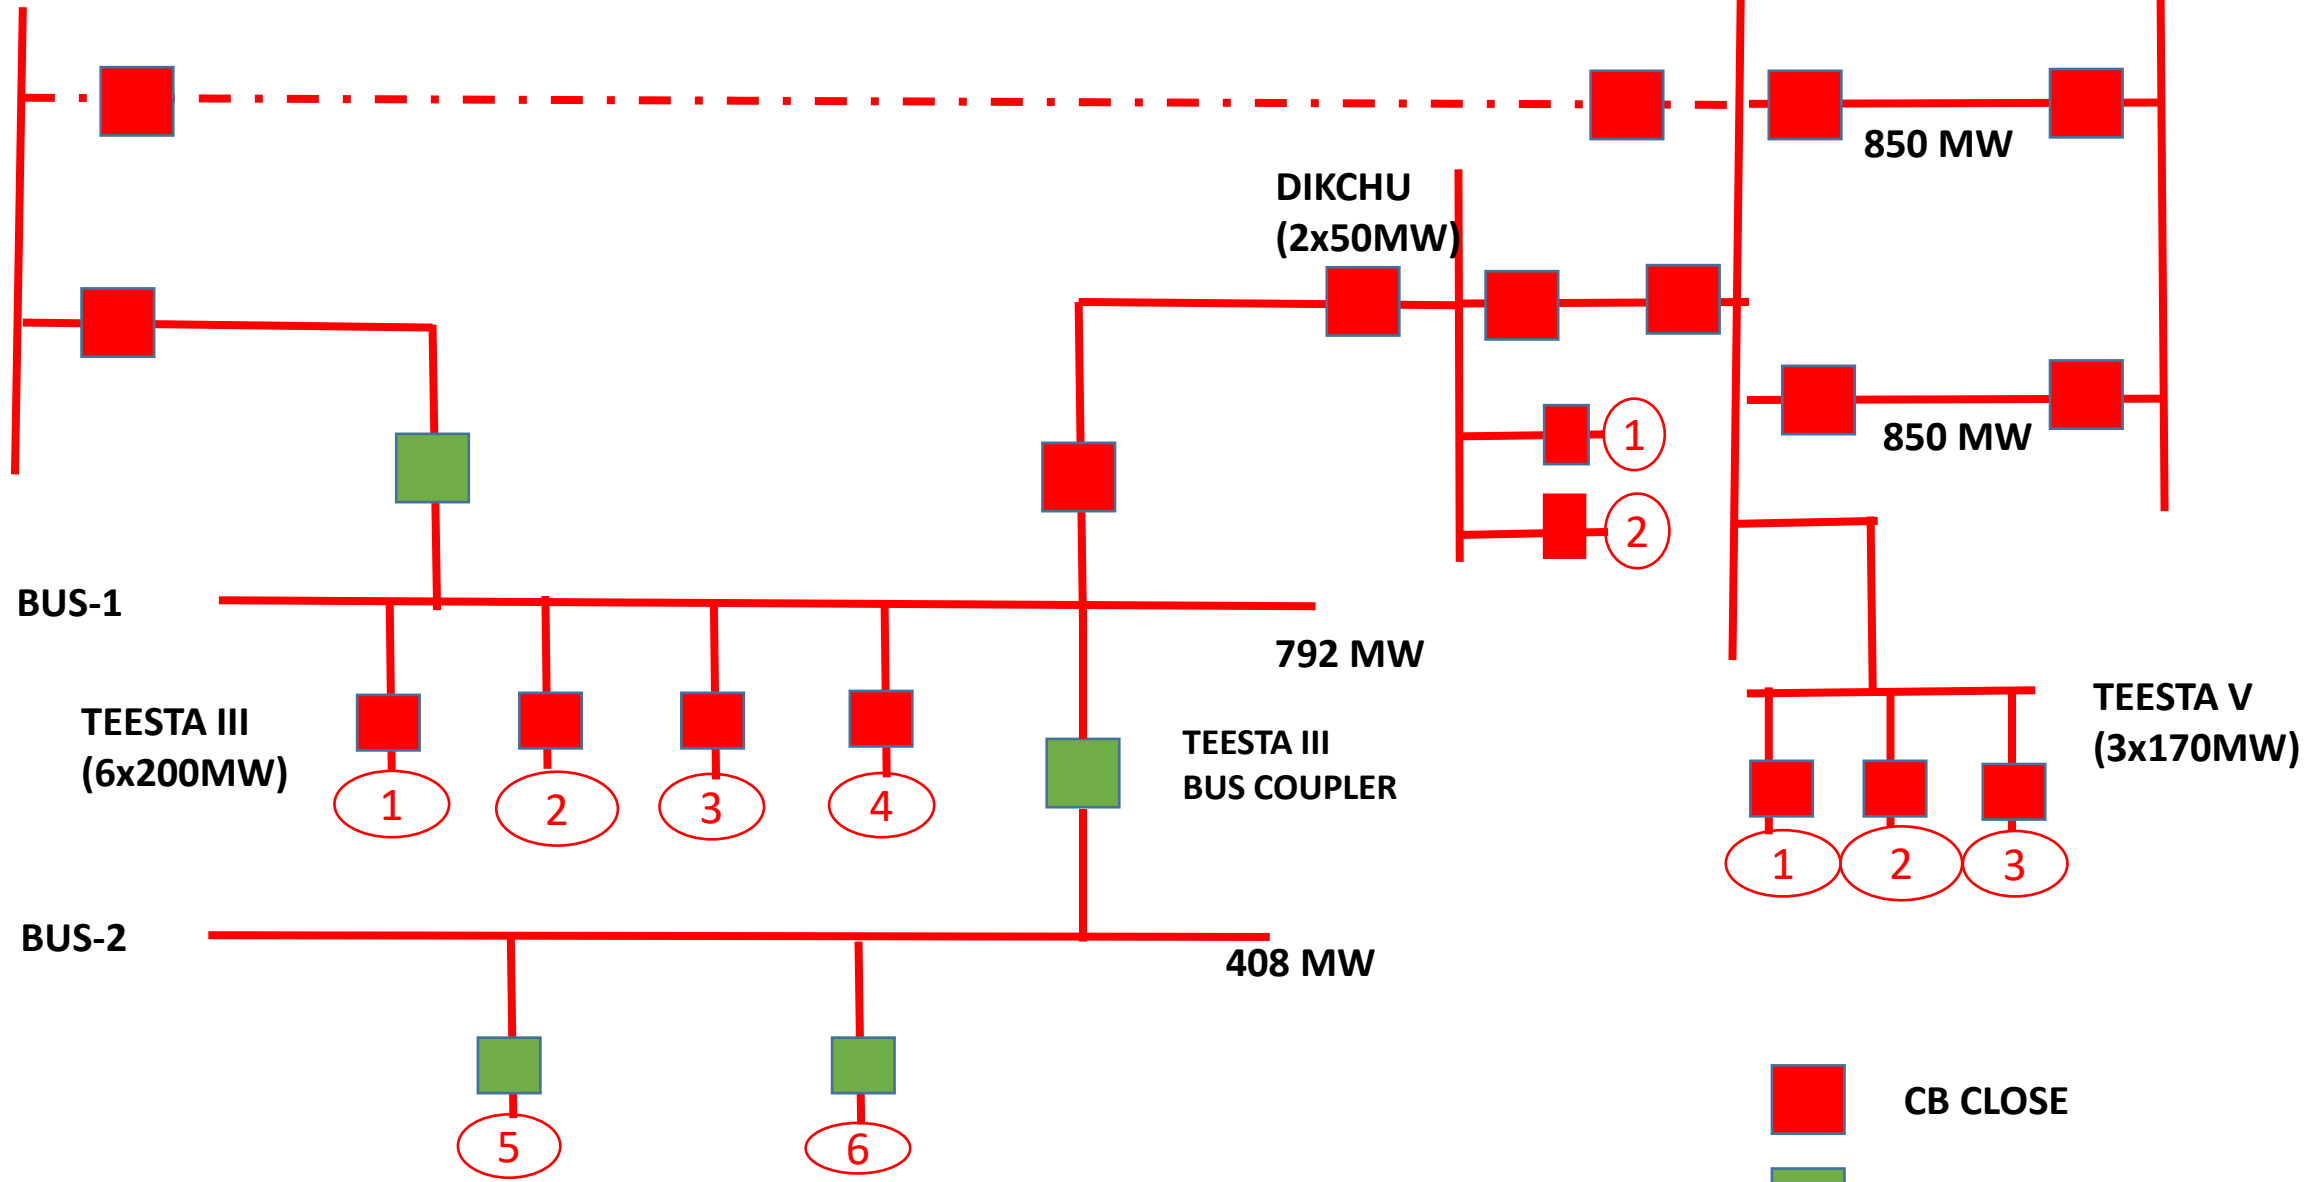 850 MW
DIKCHU
(2x50MW)
1
850 MW
2
BUS-1
792 MW
TEESTA III
(6x200MW)
1
2
3
4
TEESTA III
BUS COUPLER
TEESTA V
(3x170MW)
1
2
3
BUS-2
408 MW
5
6
CB CLOSE